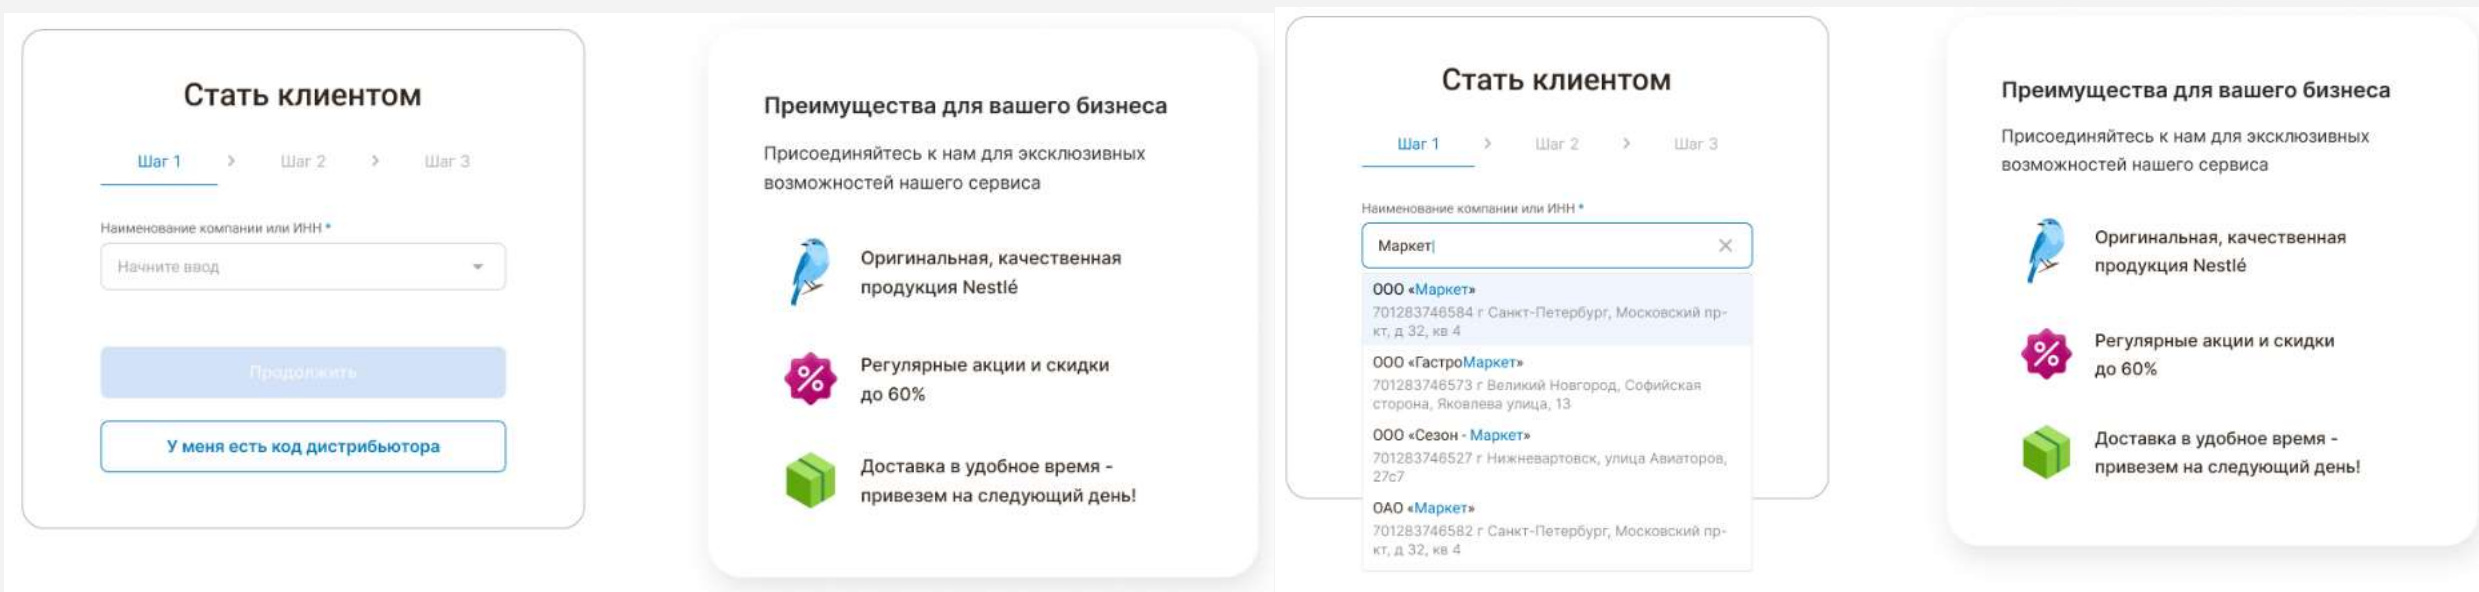 Стать клиентом
Шаг 1 > Шаг 2 > Шаг 3
Наименование компании или ИНН *
Начните ввод
Продолжить
У меня есть код дистрибьютора
Преимущества для вашего бизнеса
Присоединяйтесь к нам для эксклюзивных
возможностей нашего сервиса
Оригинальная, качественная
продукция Nestlé
%
Регулярные акции и скидки
до 60%
Доставка в удобное время -
привезем на следующий день!
Стать клиентом
Шаг 1 > Шаг 2 > Шаг 3
Наименование компании или ИНН *
Маркет
ООО «Маркет»
701283746584 г Санкт-Петербург, Московский пр-
кт, д 32, кв 4
ООО «ГастроМаркет»
701283746573 г Великий Новгород, Софийская
сторона, Яковлева улица, 13
ООО «Сезон - Маркет»
701283746527 г Нижневартовск, улица Авиаторов,
27с7
ОАО «Маркет»
701283746582 г Санкт-Петербург, Московский пр-
кт, д 32, кв 4
Преимущества для вашего бизнеса
Присоединяйтесь к нам для эксклюзивных
возможностей нашего сервиса
Оригинальная, качественная
продукция Nestlé
%
Регулярные акции и скидки
до 60%
Доставка в удобное время -
привезем на следующий день!